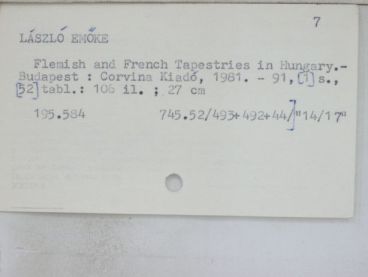 7
LÁSZLÓ EMŐKE
Flemish and French Tapestries in Hungary.-
Budapest : Corvina Kiadó, 1981. - 91,[1]s.,
[52]tabl.: 106 il. ; 27 cm
195.584 745.52/493+492+44/"14/17"